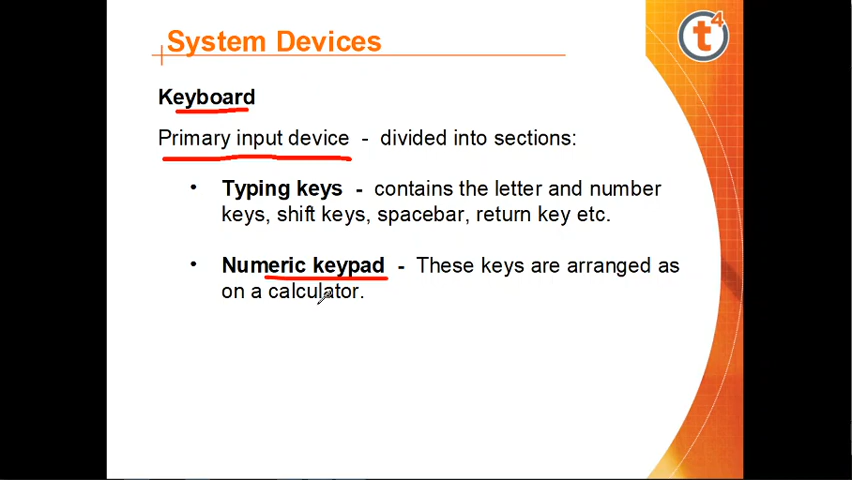 System Devices
t4
Keyboard
Primary input device - divided into sections:
• Typing keys - contains the letter and number
keys, shift keys, spacebar, return key etc.
• Numeric keypad - These keys are arranged as
on a calculator.